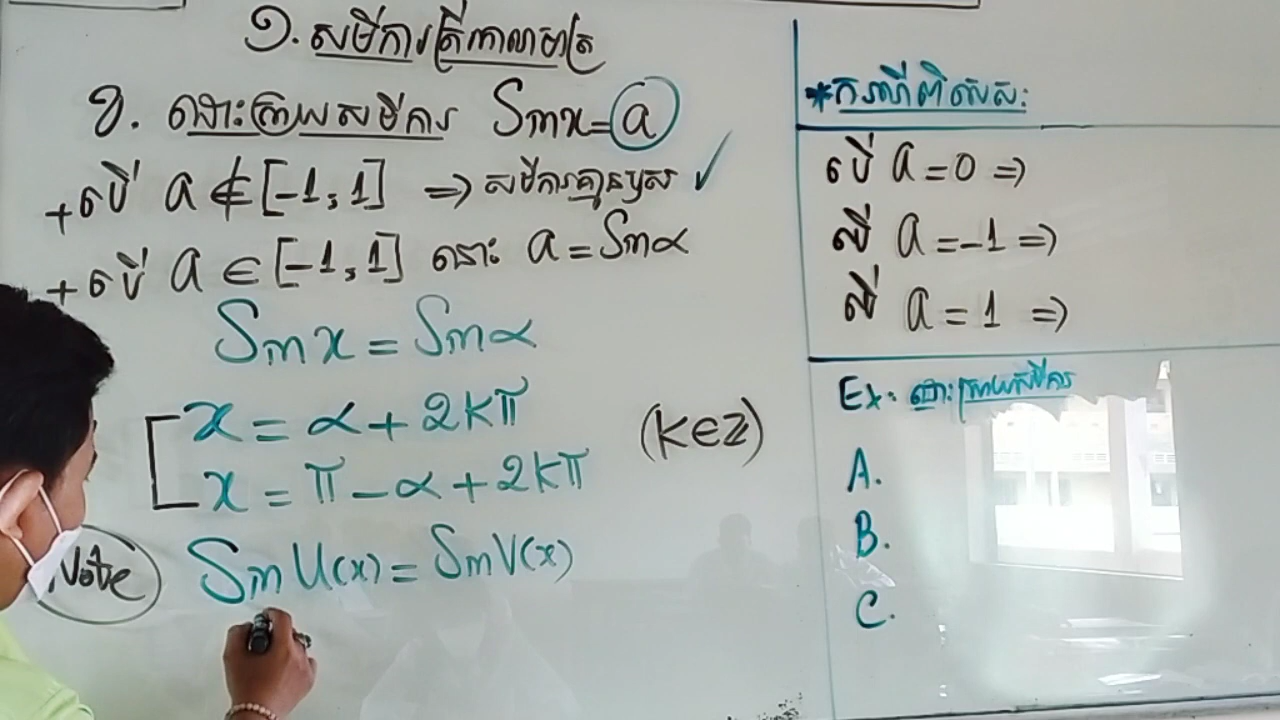 ១. សមីការត្រីកោណមាត្រ
ខ. ដោះស្រាយសមីការ Sinx=a
+បើ a ∉ [-1,1] => សមីការគ្មានឫស ✓
+បើ a ∈ [-1,1] នោះ a = Sinα
Sinx = Sinα
[ x = α + 2kπ
x = π - α + 2kπ (k∈ℤ)
Note Sin U(x) = Sin V(x)
*ករណីពិសេស:
បើ a = 0 =>
បើ a = -1 =>
បើ a = 1 =>
Ex: ដោះស្រាយសមីការ
A.
B.
C.